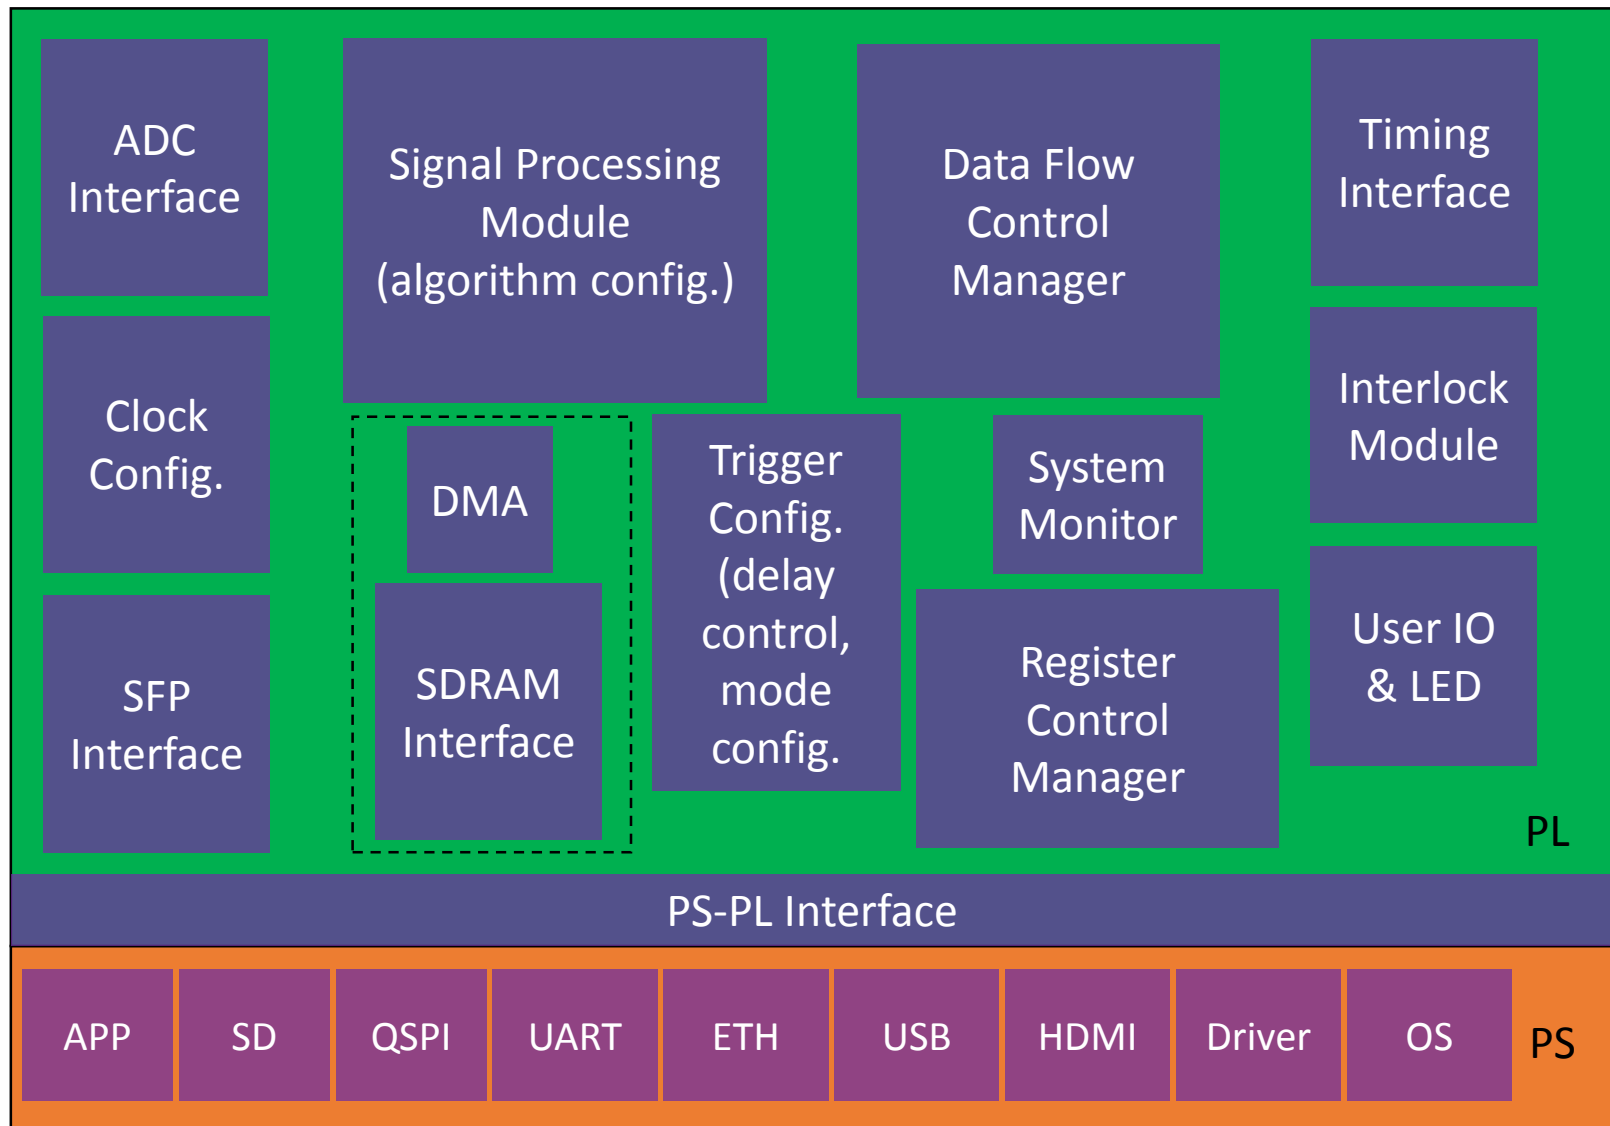 ADC
Interface
Signal Processing
Module
(algorithm config.)
Data Flow
Control
Manager
Timing
Interface
Clock
Config.
DMA
Trigger
Config.
(delay
control,
mode
config.
System
Monitor
Interlock
Module
SFP
Interface
SDRAM
Interface
Register
Control
Manager
User IO
& LED
PL
PS-PL Interface
APP
SD
QSPI
UART
ETH
USB
HDMI
Driver
OS
PS